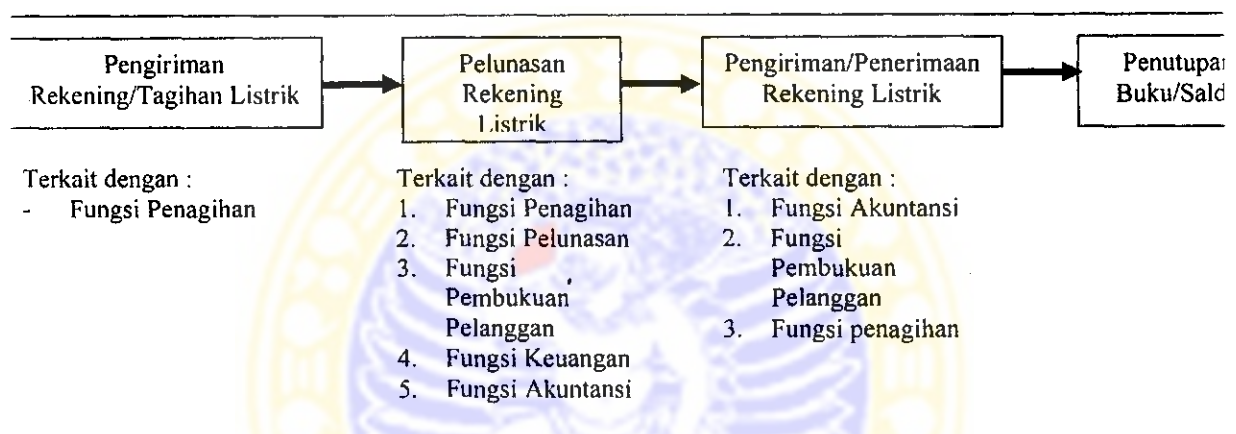 Pengiriman
Rekening/Tagihan Listrik
Pelunasan
Rekening
Listrik
Pengiriman/Penerimaan
Rekening Listrik
Terkait dengan :
- Fungsi Penagihan
Terkait dengan :
1. Fungsi Penagihan
2. Fungsi Pelunasan
3. Fungsi
Pembukuan
Pelanggan
4. Fungsi Keuangan
5. Fungsi Akuntansi
Terkait dengan :
1. Fungsi Akuntansi
2. Fungsi
Pembukuan
Pelanggan
3. Fungsi penagihan